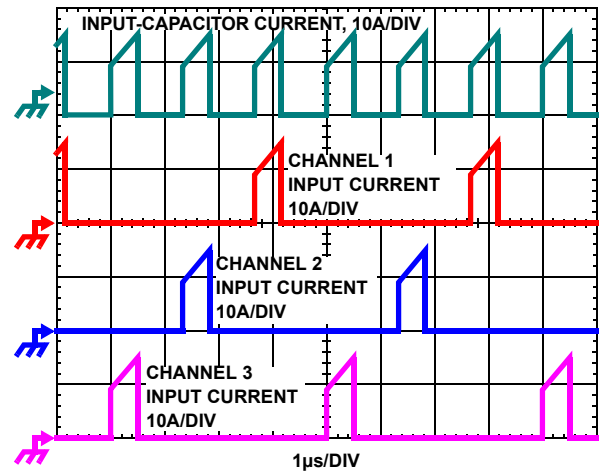 INPUT-CAPACITOR CURRENT, 10A/DIV
CHANNEL 1
INPUT CURRENT
10A/DIV
CHANNEL 2
INPUT CURRENT
10A/DIV
CHANNEL 3
INPUT CURRENT
10A/DIV
1µs/DIV